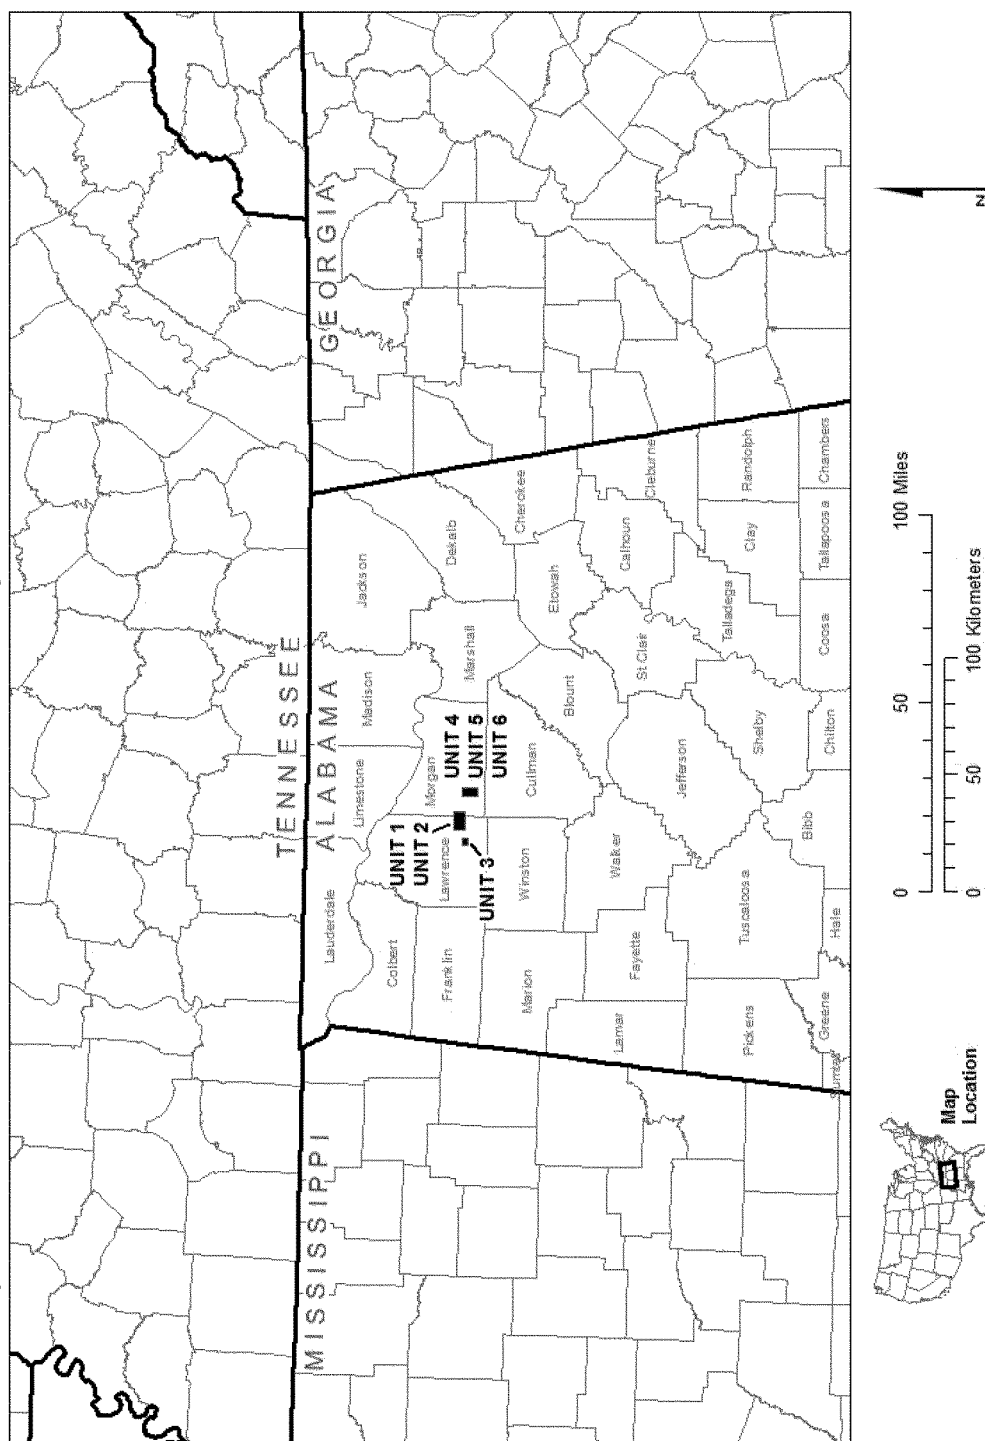 TENNESSEE
MISSISSIPPI
ALABAMA
GEORGIA
Lauderdale
Limestone
Madison
Jackson
Colbert
UNIT 1
UNIT 2
Lawrence
Morgan
UNIT 4
UNIT 5
UNIT 6
Franklin
UNIT 3
Marshall
Dekalb
Marion
Winston
Cullman
Blount
Etowah
Cherokee
Lamar
Fayette
Walker
Jefferson
St Clair
Calhoun
Cleburne
Pickens
Tuscaloosa
Shelby
Talladega
Clay
Randolph
Greene
Hale
Bibb
Chilton
Coosa
Tallapoosa
Chambers
Map
Location
0 50 100 Miles
0 50 100 Kilometers
N